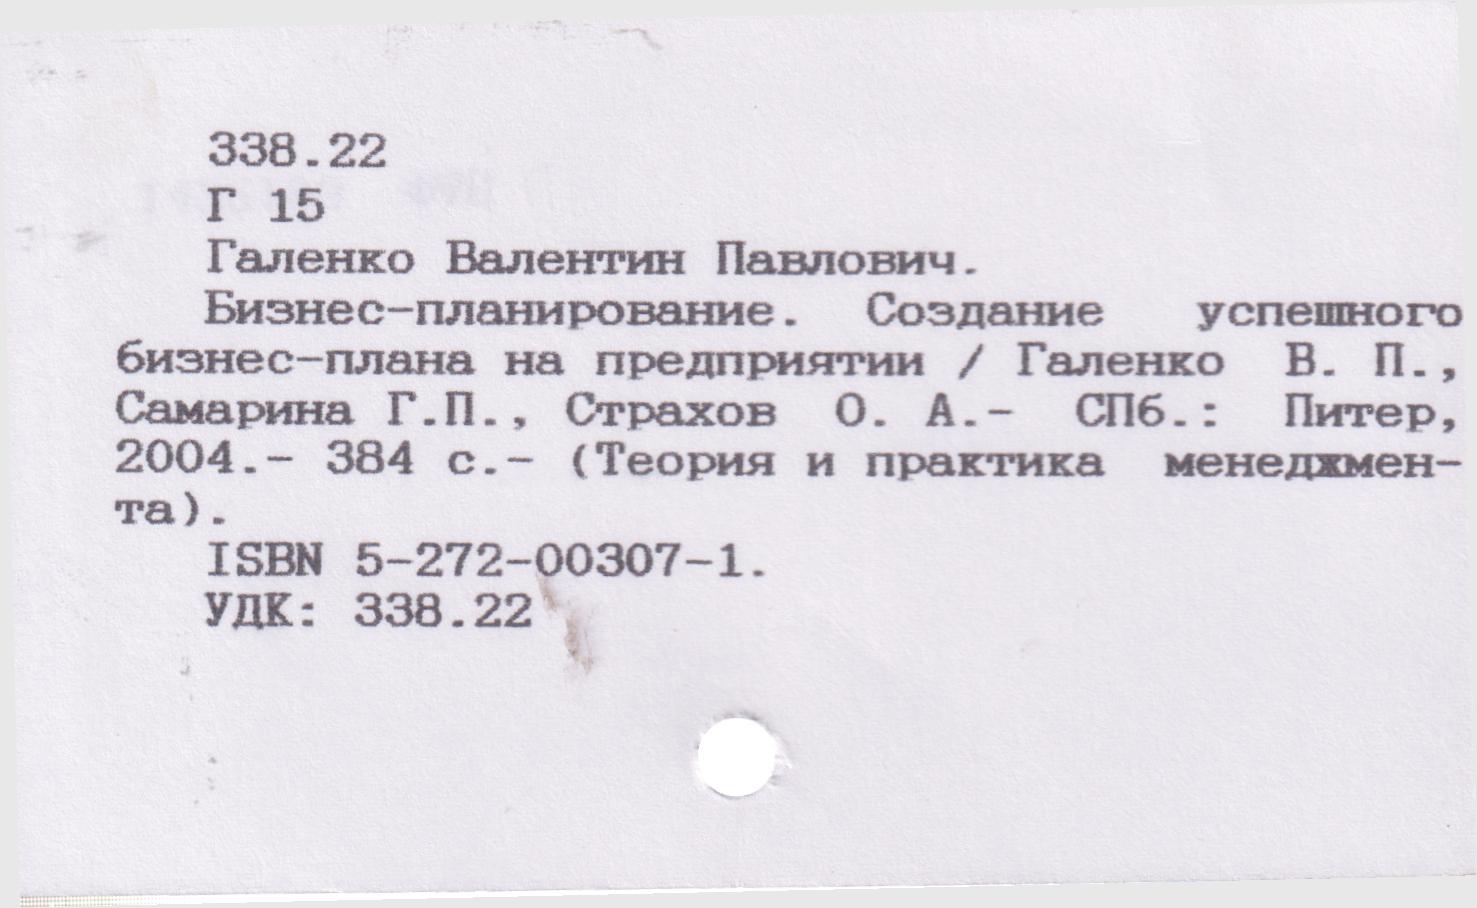 338.22
Г 15
Галенко Валентин Павлович.
Бизнес-планирование. Создание успешного
бизнес-плана на предприятии / Галенко В. П.,
Самарина Г.П., Страхов О. А.- СПб.: Питер,
2004.- 384 с.- (Теория и практика менеджмен-
та).
ISBN 5-272-00307-1.
УДК: 338.22